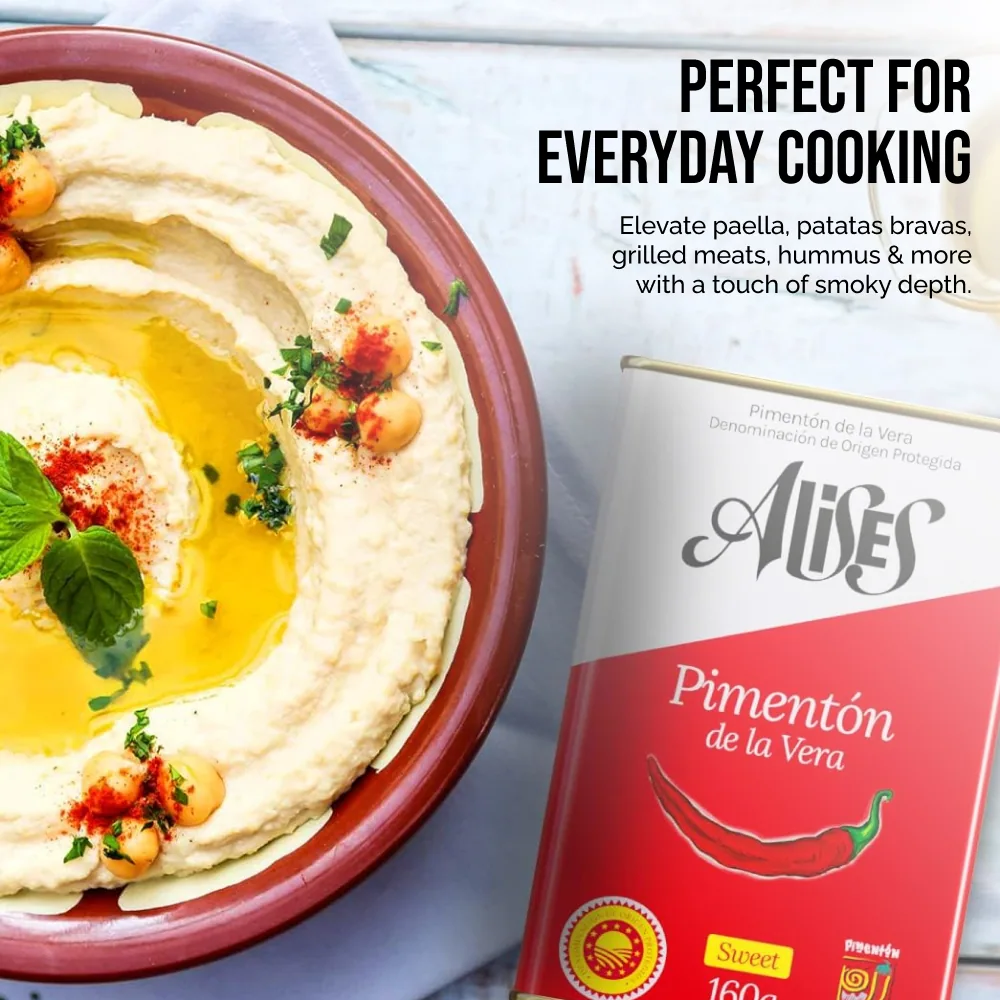 PERFECT FOR
EVERYDAY COOKING
Elevate paella, patatas bravas,
grilled meats, hummus & more
with a touch of smoky depth.
Pimentón de la Vera
Denominación de Origen Protegida
ALISES
Pimentón
de la Vera
Sweet
Pimentón
160g